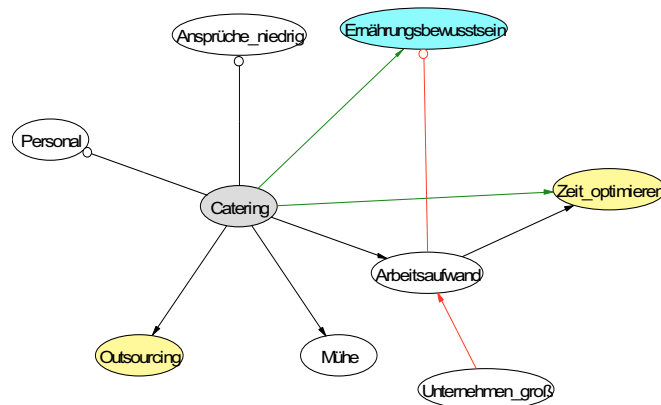 Ansprüche_niedrig
Ernährungsbewusstsein
Personal
Zeit_optimieren
Catering
Arbeitsaufwand
Outsourcing
Mühe
Unternehmen_groß